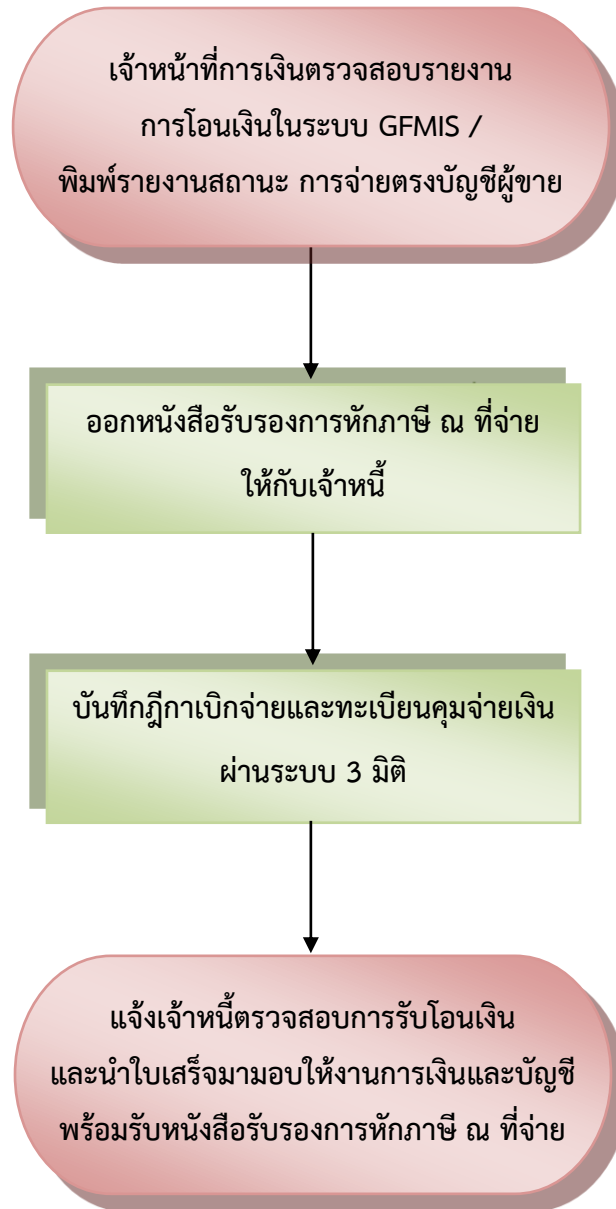 เจ้าหน้าที่การเงินตรวจสอบรายงาน
การโอนเงินในระบบ GFMIS /
พิมพ์รายงานสถานะ การจ่ายตรงบัญชีผู้ขาย
ออกหนังสือรับรองการหักภาษี ณ ที่จ่าย
ให้กับเจ้าหนี้
บันทึกฎีกาเบิกจ่ายและทะเบียนคุมจ่ายเงิน
ผ่านระบบ 3 มิติ
แจ้งเจ้าหนี้ตรวจสอบการรับโอนเงิน
และนำใบเสร็จมามอบให้งานการเงินและบัญชี
พร้อมรับหนังสือรับรองการหักภาษี ณ ที่จ่าย